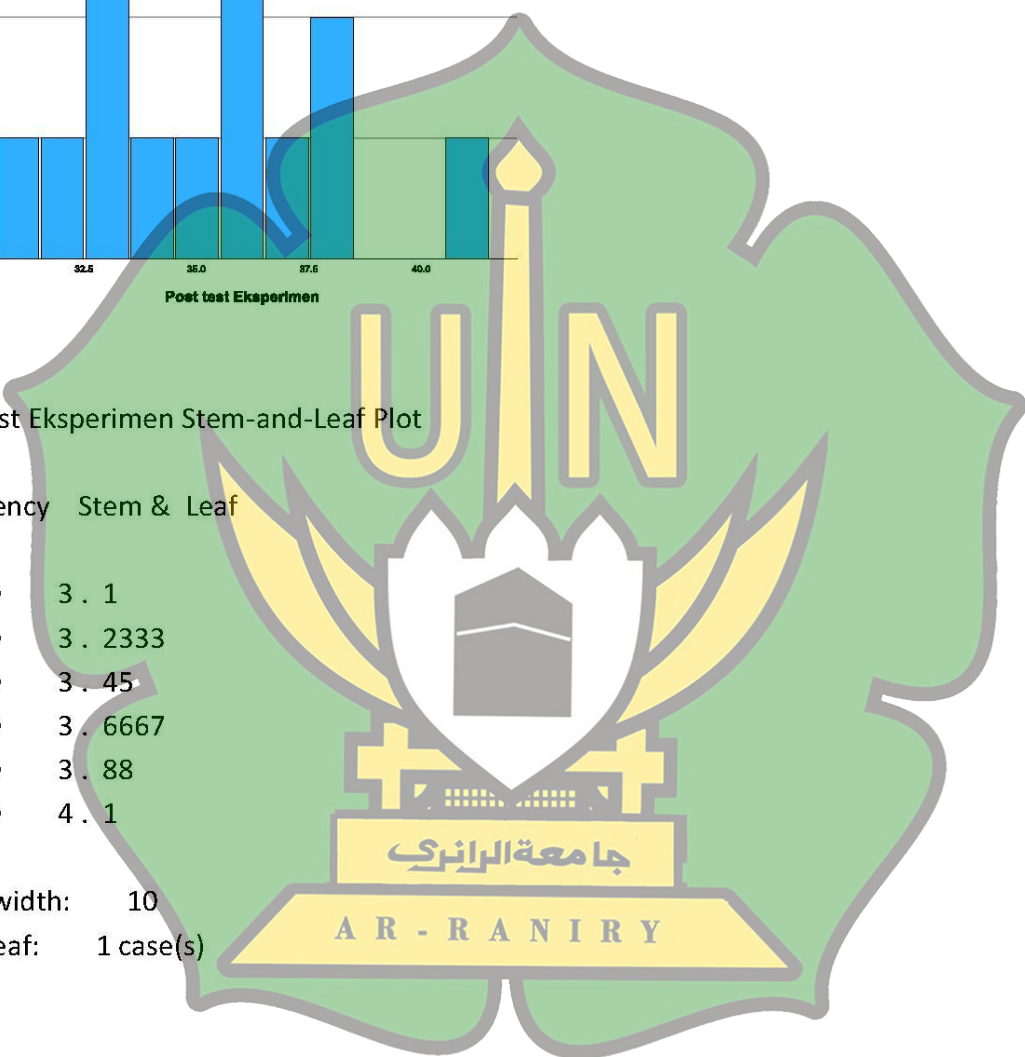 32.5 35.0 37.5 40.0
Post test Eksperimen
st Eksperimen Stem-and-Leaf Plot
ency Stem & Leaf
3 . 1
3 . 2333
3 . 45
3 . 6667
3 . 88
4 . 1
width: 10
eaf: 1 case(s)
UIN
جامعة الرانري
AR-RANIRY